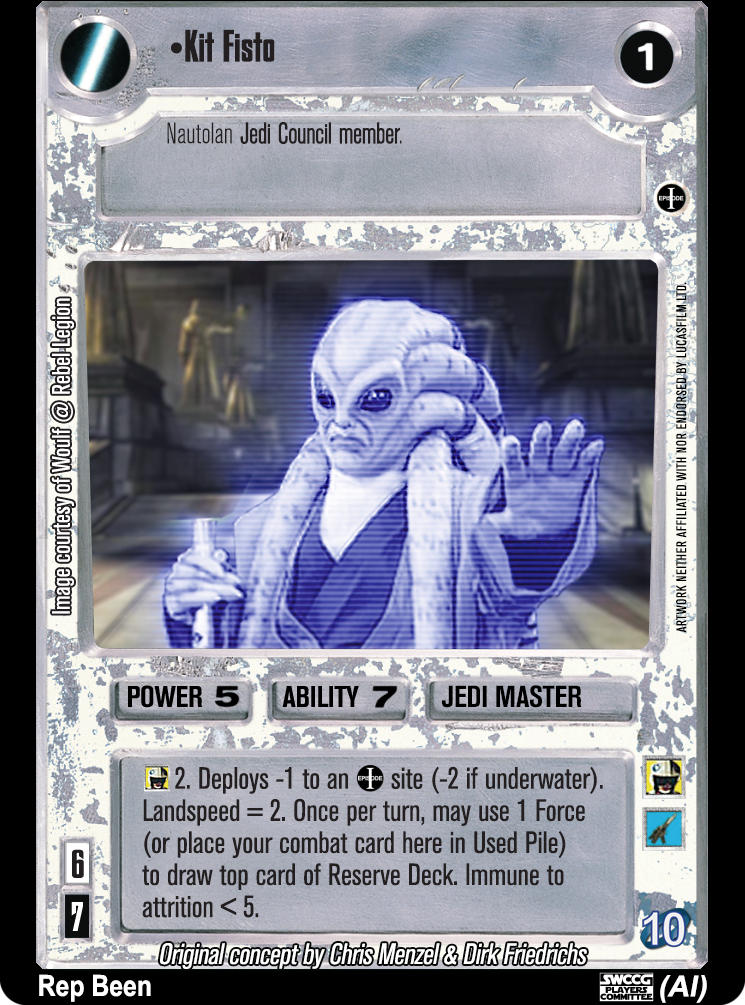 •Kit Fisto
1
Nautolan Jedi Council member.
EPISODE I
Image courtesy of Woulf @ Rebel Legion
ARTWORK NEITHER AFFILIATED WITH NOR ENDORSED BY LUCASFILM LTD.
POWER 5
ABILITY 7
JEDI MASTER
2. Deploys -1 to an EPISODE I site (-2 if underwater).
Landspeed = 2. Once per turn, may use 1 Force
(or place your combat card here in Used Pile)
to draw top card of Reserve Deck. Immune to
attrition < 5.
6
7
10
Original concept by Chris Menzel & Dirk Friedrichs
Rep Been
SWCCG
PLAYERS
COMMITTEE
(AI)